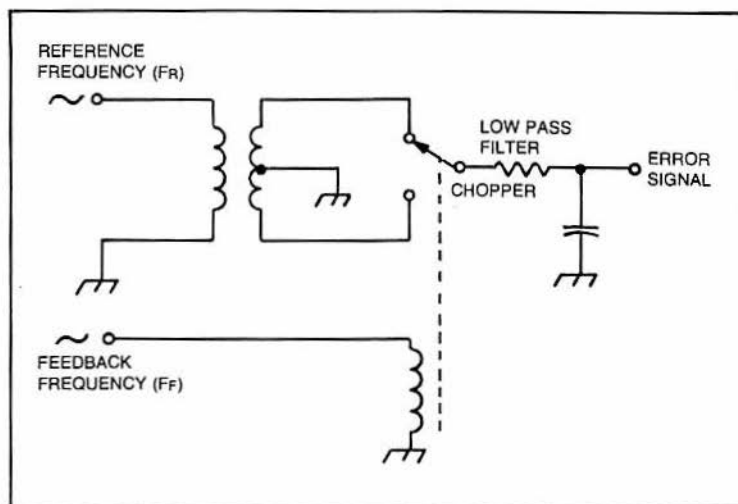 REFERENCE
FREQUENCY (FR)
LOW PASS
FILTER
ERROR
SIGNAL
CHOPPER
FEEDBACK
FREQUENCY (FF)